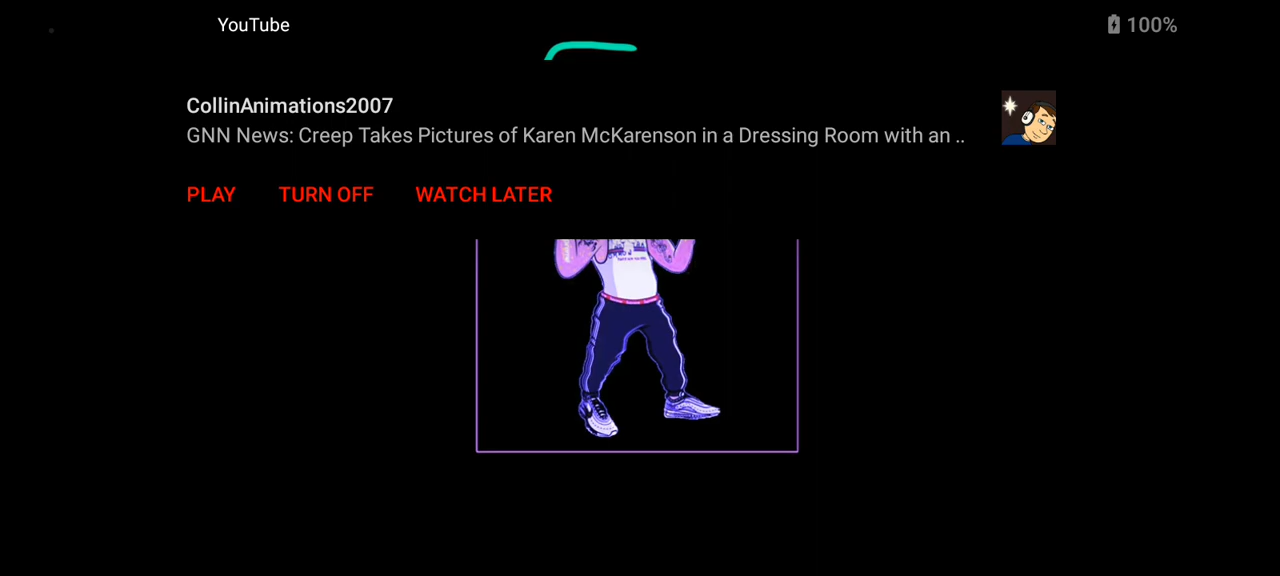 YouTube
100%
CollinAnimations2007
GNN News: Creep Takes Pictures of Karen McKarenson in a Dressing Room with an ..
PLAY
TURN OFF
WATCH LATER